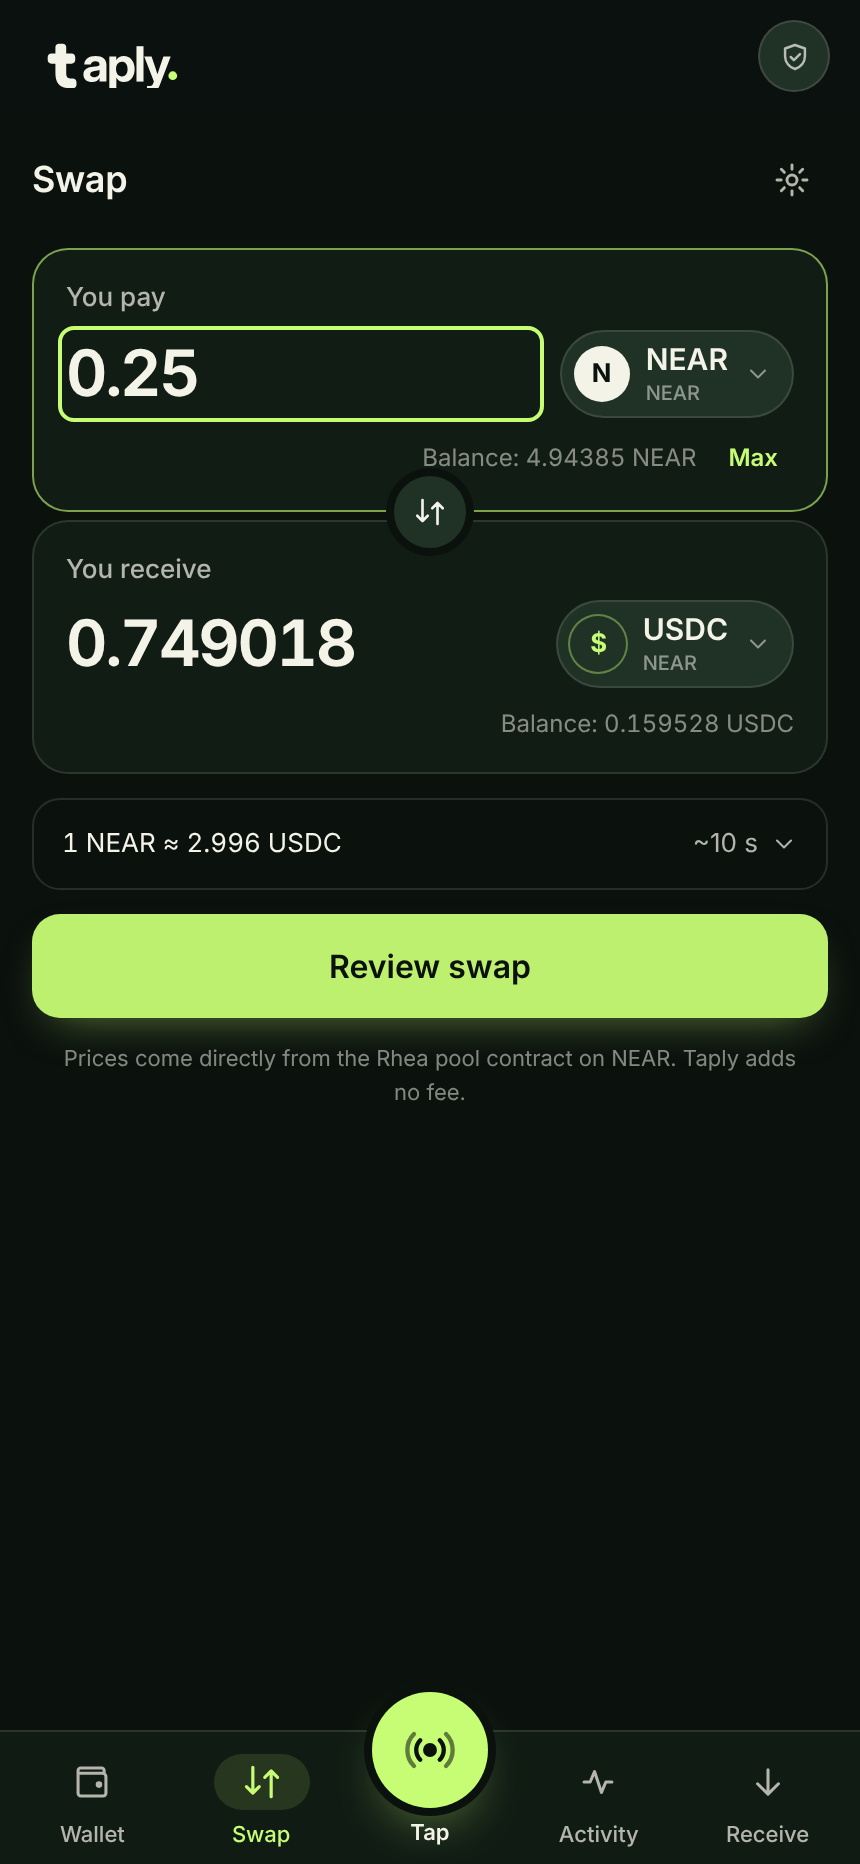 taply.
Swap
You pay
0.25
N
NEAR
NEAR
Balance: 4.94385 NEAR Max
You receive
0.749018
$
USDC
NEAR
Balance: 0.159528 USDC
1 NEAR ≈ 2.996 USDC ~10 s
Review swap
Prices come directly from the Rhea pool contract on NEAR. Taply adds
no fee.
Wallet Swap Tap Activity Receive